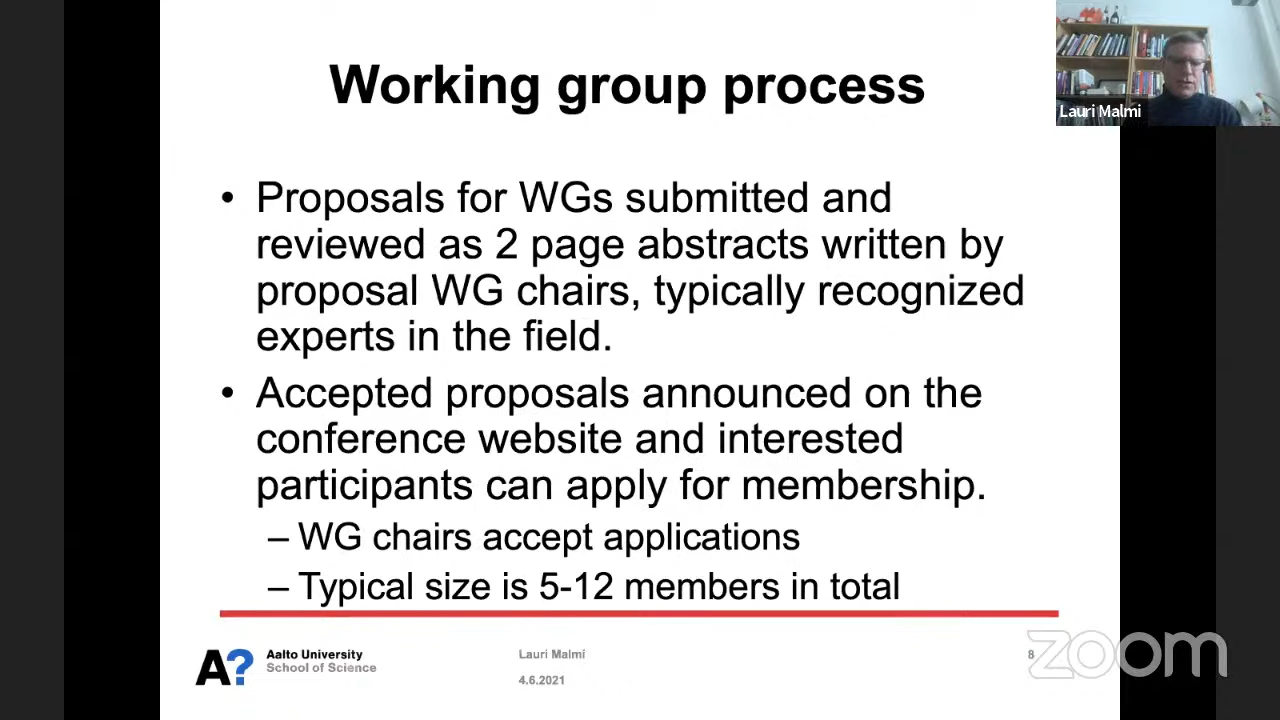 Working group process
Lauri Malmi
• Proposals for WGs submitted and
reviewed as 2 page abstracts written by
proposal WG chairs, typically recognized
experts in the field.
• Accepted proposals announced on the
conference website and interested
participants can apply for membership.
– WG chairs accept applications
– Typical size is 5-12 members in total
A?
Aalto University
School of Science
Lauri Malmi
4.6.2021
8
zoom